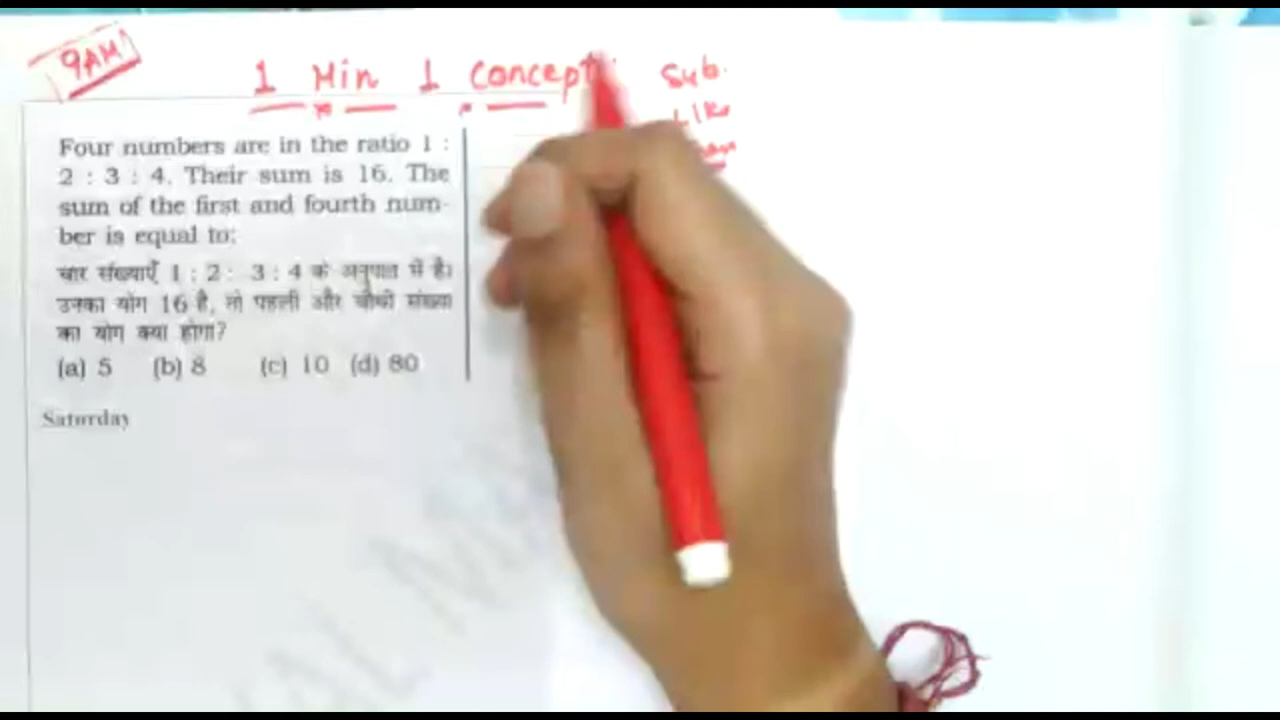 9AM
1 Min 1 Concept Sub.
Four numbers are in the ratio 1 :
2 : 3 : 4. Their sum is 16. The
sum of the first and fourth num-
ber is equal to:
चार संख्याएँ 1 : 2 : 3 : 4 के अनुपात में है।
उनका योग 16 है, तो पहली और चौथी संख्या
का योग क्या होगा?
(a) 5 (b) 8 (c) 10 (d) 80
Saturday